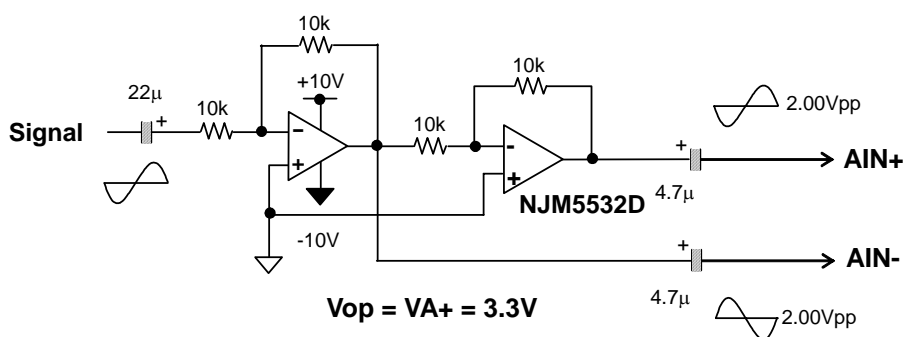 10k
10k
+10V
22μ
2.00Vpp
10k
10k
Signal
-
-
+
+
+
+
AIN+
NJM5532D
4.7μ
-10V
+
AIN-
Vop = VA+ = 3.3V
4.7μ
2.00Vpp